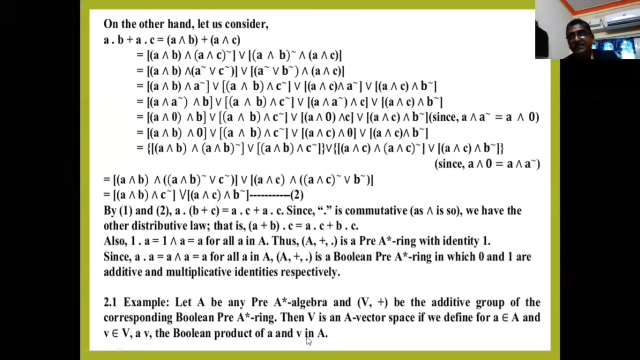 On the other hand, let us consider,
a . b + a . c = (a ∧ b) + (a ∧ c)
= [(a ∧ b) ∧ (a ∧ c)~] ∨ [(a ∧ b)~ ∧ (a ∧ c)]
= [(a ∧ b) ∧(a~ ∨ c~)] ∨ [(a~ ∨ b~) ∧ (a ∧ c)]
= [(a ∧ b) ∧ a~] ∨ [(a ∧ b) ∧ c~] ∨ [(a ∧ c) ∧ a~] ∨ [(a ∧ c) ∧ b~]
= [(a ∧ a~) ∧ b] ∨ [(a ∧ b) ∧ c~] ∨ [(a ∧ a~) ∧ c] ∨ [(a ∧ c) ∧ b~]
= [(a ∧ 0) ∧ b] ∨ [(a ∧ b) ∧ c~] ∨ [(a ∧ 0) ∧c] ∨ [(a ∧ c) ∧ b~](since, a ∧ a~ = a ∧ 0)
= [(a ∧ b) ∧ 0] ∨ [(a ∧ b) ∧ c~] ∨ [(a ∧ c) ∧ 0] ∨ [(a ∧ c) ∧ b~]
= {[(a ∧ b) ∧ (a ∧ b)~] ∨ [(a ∧ b) ∧ c~]}∨{[(a ∧ c) ∧ (a ∧ c)~] ∨ [(a ∧ c) ∧ b~]}
(since, a ∧ 0 = a ∧ a~)
= [(a ∧ b) ∧ ((a ∧ b)~ ∨ c~)] ∨ [(a ∧ c) ∧ ((a ∧ c)~ ∨ b~)]
= [(a ∧ b) ∧ c~] ∨[(a ∧ c) ∧ b~]----------(2)
By (1) and (2), a . (b + c) = a . c + a . c. Since, “.” is commutative (as ∧ is so), we have the
other distributive law; that is, (a + b) . c = a . c + b . c.
Also, 1 . a = 1 ∧ a = a for all a in A. Thus, (A, +, .) is a Pre A*-ring with identity 1.
Since, a . a = a ∧ a = a for all a in A, (A, +, .) is a Boolean Pre A*-ring in which 0 and 1 are
additive and multiplicative identities respectively.
2.1 Example: Let A be any Pre A*-algebra and (V, +) be the additive group of the
corresponding Boolean Pre A*-ring. Then V is an A-vector space if we define for a ∈ A and
v ∈ V, a v, the Boolean product of a and v in A.